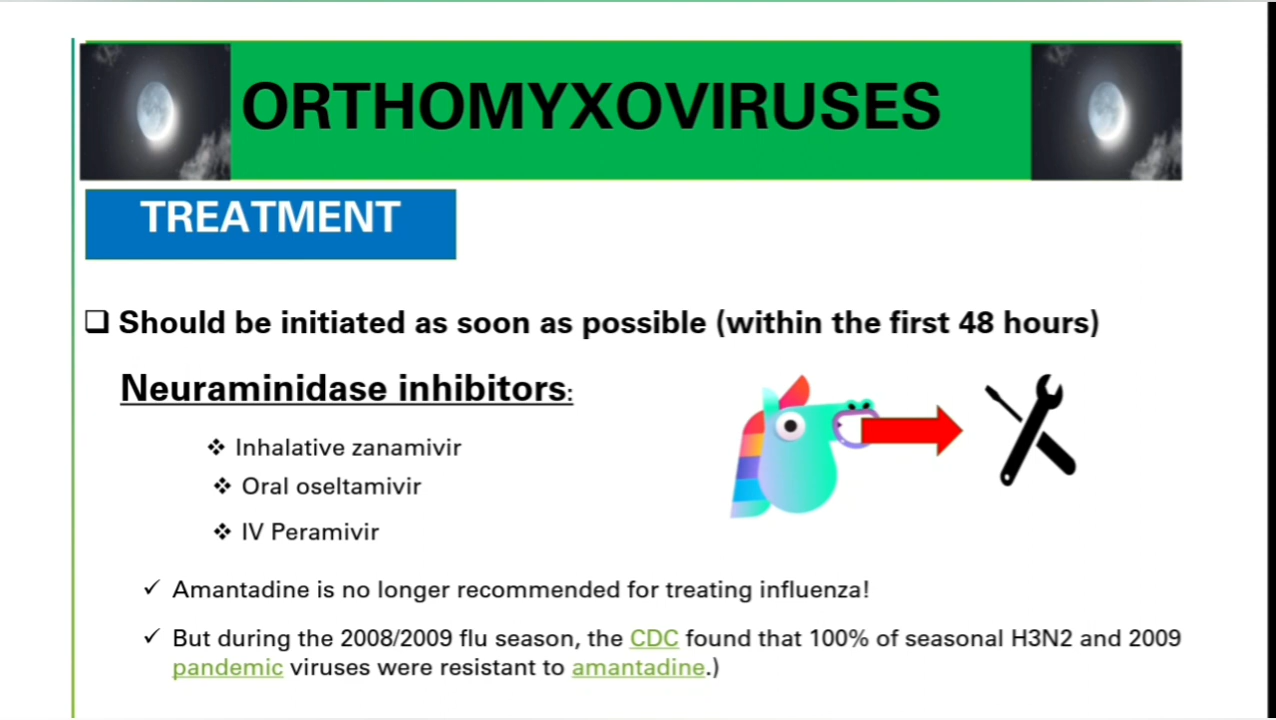 ORTHOMYXOVIRUSES
TREATMENT
❑ Should be initiated as soon as possible (within the first 48 hours)
Neuraminidase inhibitors:
❖ Inhalative zanamivir
❖ Oral oseltamivir
❖ IV Peramivir
✓ Amantadine is no longer recommended for treating influenza!
✓ But during the 2008/2009 flu season, the CDC found that 100% of seasonal H3N2 and 2009
pandemic viruses were resistant to amantadine.)